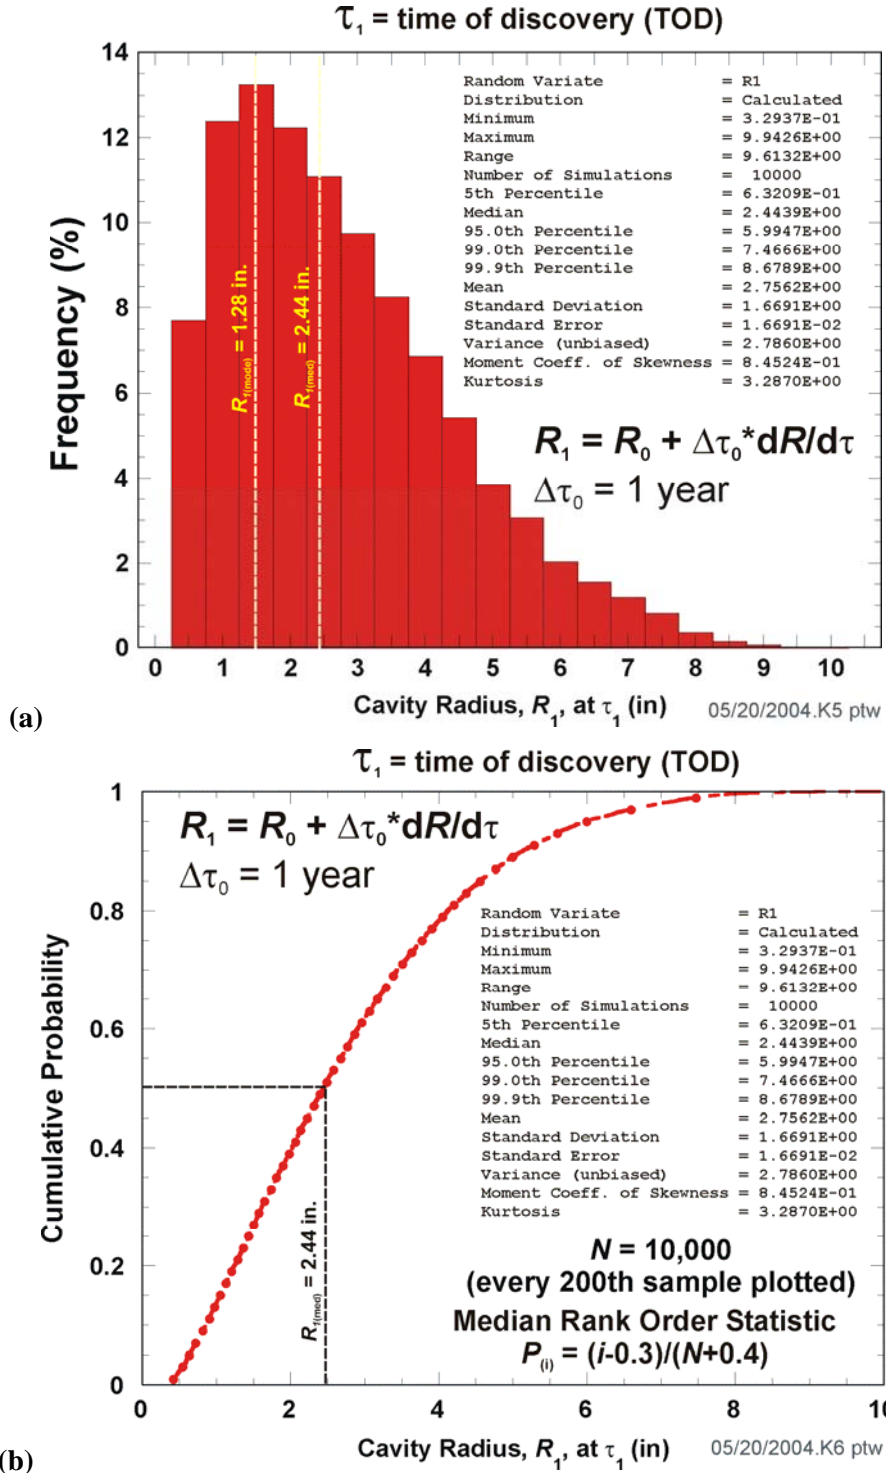 τ1 = time of discovery (TOD)
14
12
10
8
6
4
2
0
Frequency (%)
Random Variate = R1
Distribution = Calculated
Minimum = 3.2937E-01
Maximum = 9.9426E+00
Range = 9.6132E+00
Number of Simulations = 10000
5th Percentile = 6.3209E-01
Median = 2.4439E+00
95.0th Percentile = 5.9947E+00
99.0th Percentile = 7.4666E+00
99.9th Percentile = 8.6789E+00
Mean = 2.7562E+00
Standard Deviation = 1.6691E+00
Standard Error = 1.6691E-02
Variance (unbiased) = 2.7860E+00
Moment Coeff. of Skewness = 8.4524E-01
Kurtosis = 3.2870E+00
R1(mode) = 1.28 in.
R1(med) = 2.44 in.
R1 = R0 + Δτ0*dR/dτ
Δτ0 = 1 year
0 1 2 3 4 5 6 7 8 9 10
Cavity Radius, R1, at τ1 (in)
05/20/2004.K5 ptw
(a)
τ1 = time of discovery (TOD)
1
0.8
0.6
0.4
0.2
0
Cumulative Probability
R1 = R0 + Δτ0*dR/dτ
Δτ0 = 1 year
Random Variate = R1
Distribution = Calculated
Minimum = 3.2937E-01
Maximum = 9.9426E+00
Range = 9.6132E+00
Number of Simulations = 10000
5th Percentile = 6.3209E-01
Median = 2.4439E+00
95.0th Percentile = 5.9947E+00
99.0th Percentile = 7.4666E+00
99.9th Percentile = 8.6789E+00
Mean = 2.7562E+00
Standard Deviation = 1.6691E+00
Standard Error = 1.6691E-02
Variance (unbiased) = 2.7860E+00
Moment Coeff. of Skewness = 8.4524E-01
Kurtosis = 3.2870E+00
R1(med) = 2.44 in.
N = 10,000
(every 200th sample plotted)
Median Rank Order Statistic
P(i) = (i-0.3)/(N+0.4)
0 2 4 6 8 10
Cavity Radius, R1, at τ1 (in)
05/20/2004.K6 ptw
(b)